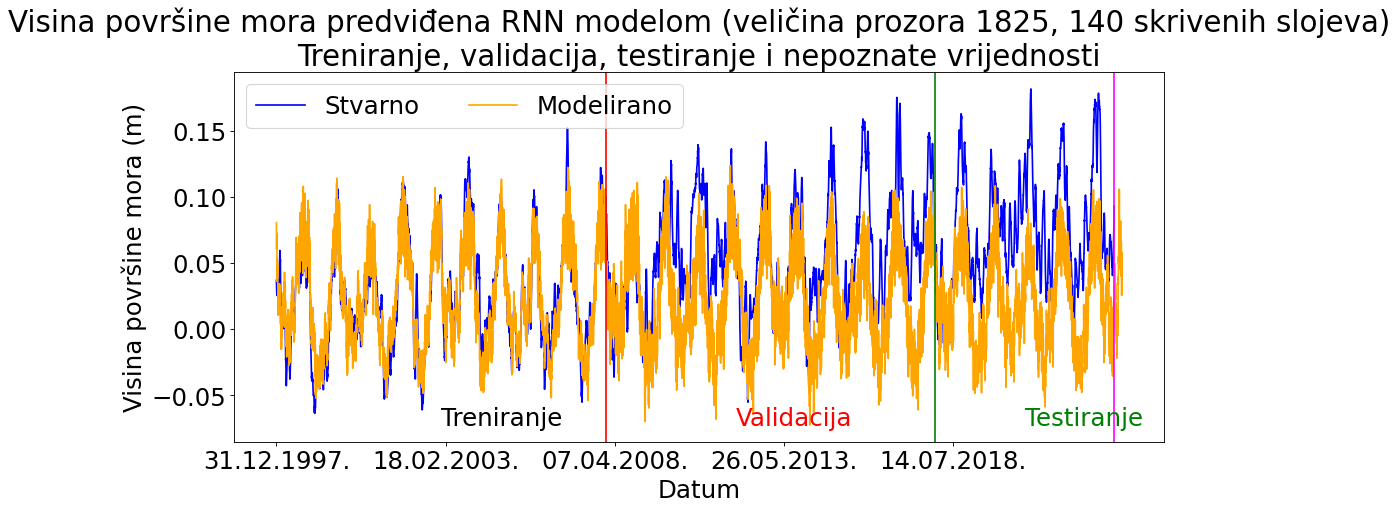 Visina površine mora predviđena RNN modelom (veličina prozora 1825, 140 skrivenih slojeva)
Treniranje, validacija, testiranje i nepoznate vrijednosti
Stvarno Modelirano
Visina površine mora (m)
0.15
0.10
0.05
0.00
−0.05
Treniranje Validacija Testiranje
31.12.1997. 18.02.2003. 07.04.2008. 26.05.2013. 14.07.2018.
Datum